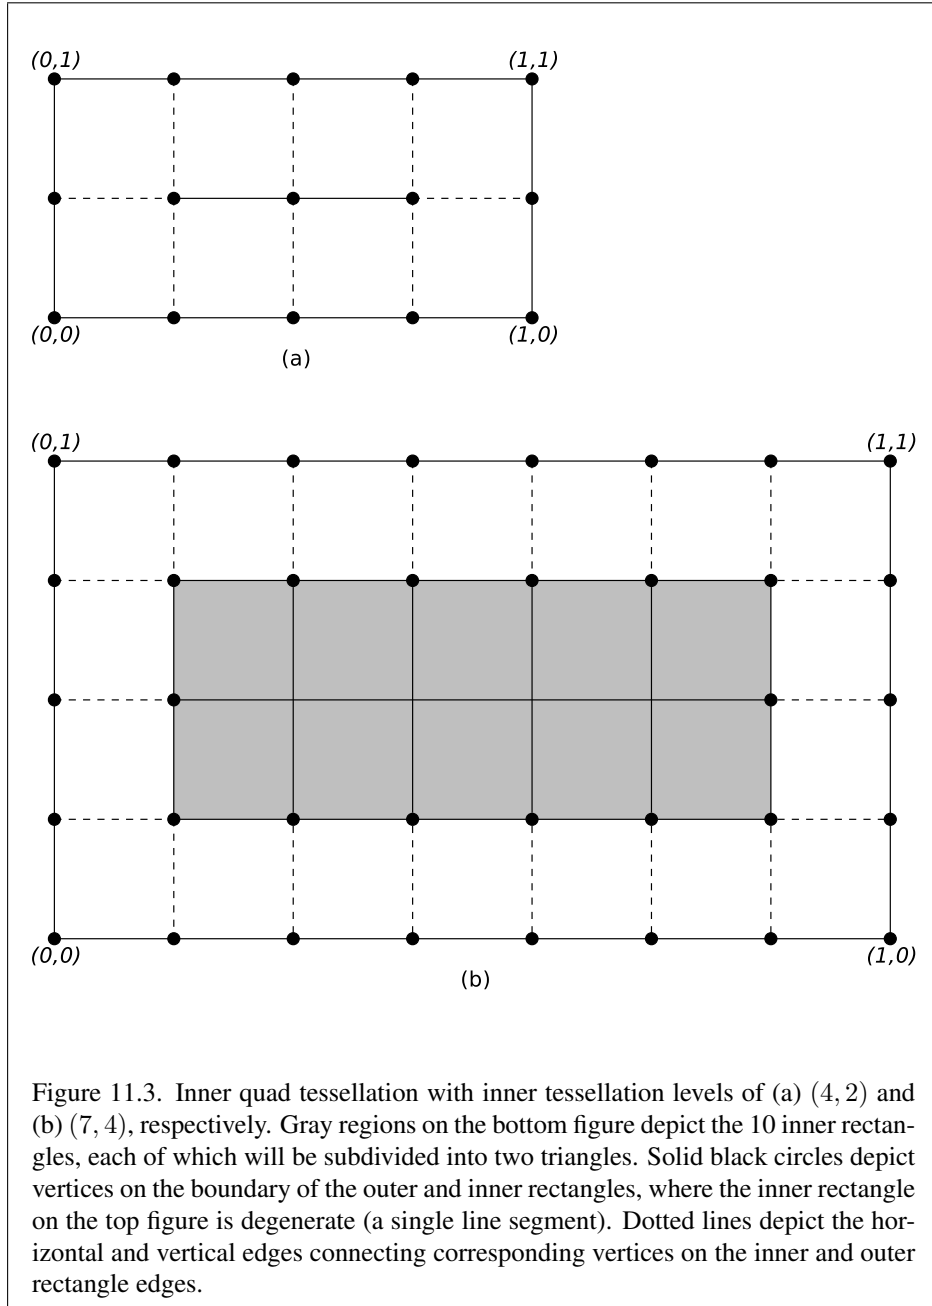 (0,1) (1,1)
(0,0) (1,0)
(a)
(0,1) (1,1)
(0,0) (1,0)
(b)
Figure 11.3. Inner quad tessellation with inner tessellation levels of (a) (4, 2) and
(b) (7, 4), respectively. Gray regions on the bottom figure depict the 10 inner rectan-
gles, each of which will be subdivided into two triangles. Solid black circles depict
vertices on the boundary of the outer and inner rectangles, where the inner rectangle
on the top figure is degenerate (a single line segment). Dotted lines depict the hor-
izontal and vertical edges connecting corresponding vertices on the inner and outer
rectangle edges.